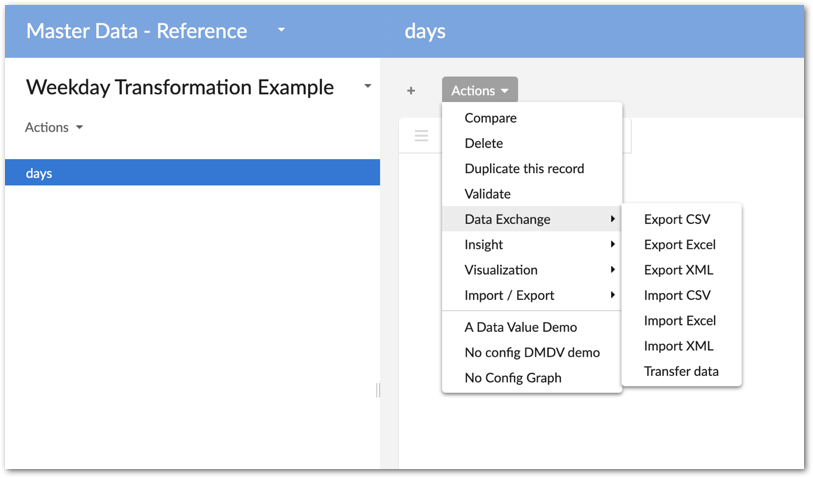 Master Data - Reference
days
Weekday Transformation Example
Actions
days
+
Actions
Compare
Delete
Duplicate this record
Validate
Data Exchange
Insight
Visualization
Import / Export
A Data Value Demo
No config DMDV demo
No Config Graph
Export CSV
Export Excel
Export XML
Import CSV
Import Excel
Import XML
Transfer data